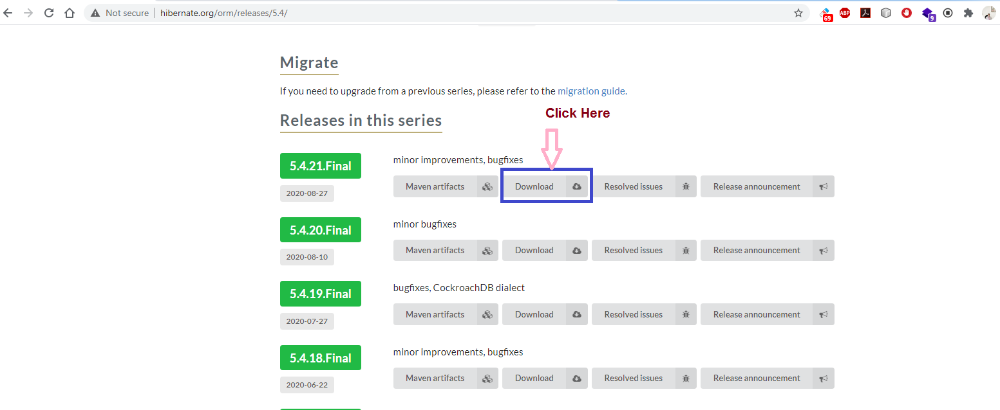 Not secure | hibernate.org/orm/releases/5.4/
69
ABP
9
Migrate
If you need to upgrade from a previous series, please refer to the migration guide.
Click Here
Releases in this series
5.4.21.Final
minor improvements, bugfixes
2020-08-27
Maven artifacts Download Resolved issues Release announcement
5.4.20.Final
minor bugfixes
2020-08-10
Maven artifacts Download Resolved issues Release announcement
5.4.19.Final
bugfixes, CockroachDB dialect
2020-07-27
Maven artifacts Download Resolved issues Release announcement
5.4.18.Final
minor improvements, bugfixes
2020-06-22
Maven artifacts Download Resolved issues Release announcement